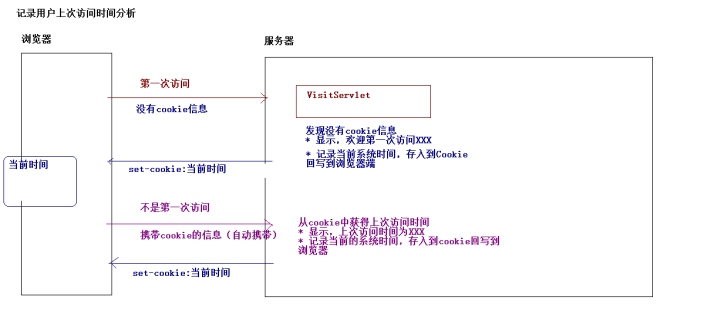 记录用户上次访问时间分析
浏览器
服务器
第一次访问
没有cookie信息
VisitServlet
发现没有cookie信息
* 显示，欢迎第一次访问XXX
* 记录当前系统时间，存入到Cookie
回写到浏览器端
当前时间
set-cookie:当前时间
不是第一次访问
携带cookie的信息（自动携带）
从cookie中获得上次访问时间
* 显示，上次访问时间为XXX
* 记录当前的系统时间，存入到cookie回写到
浏览器
set-cookie:当前时间